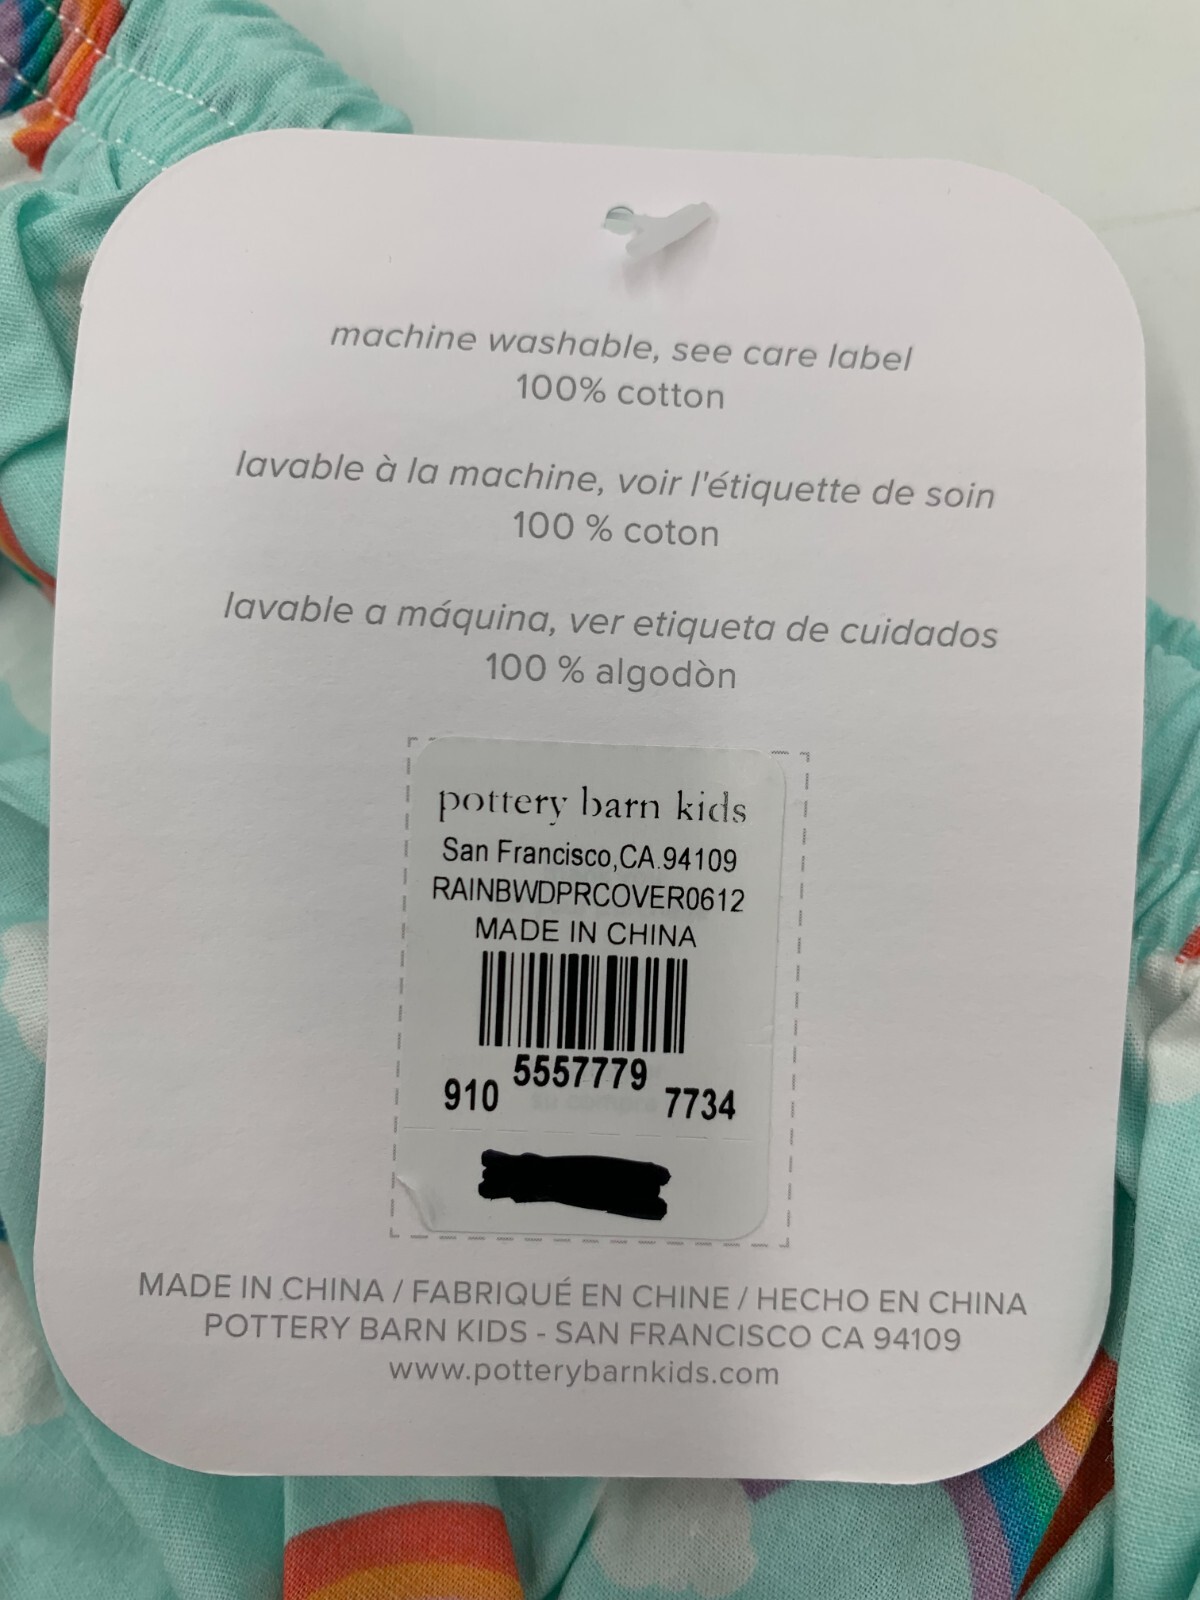 machine washable, see care label
100% cotton
lavable à la machine, voir l'étiquette de soin
100 % coton
lavable a máquina, ver etiqueta de cuidados
100 % algodòn
pottery barn kids
San Francisco,CA.94109
RAINBWDPRCOVER0612
MADE IN CHINA
5557779
910 7734
MADE IN CHINA / FABRIQUÉ EN CHINE / HECHO EN CHINA
POTTERY BARN KIDS - SAN FRANCISCO CA 94109
www.potterybarnkids.com